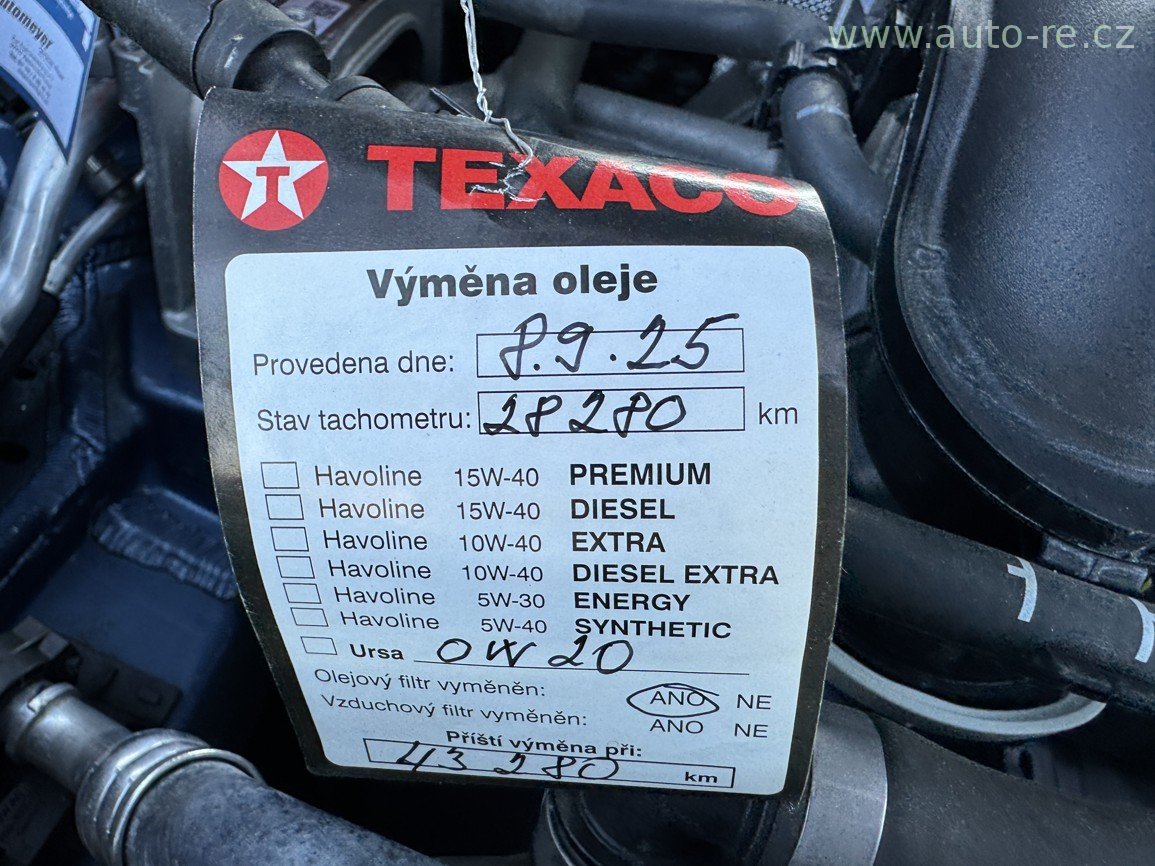 utomeyer
www.auto-re.cz
T TEXACO
Výměna oleje
Provedena dne: 8.9.25
Stav tachometru: 28280 km
Havoline 15W-40 PREMIUM
Havoline 15W-40 DIESEL
Havoline 10W-40 EXTRA
Havoline 10W-40 DIESEL EXTRA
Havoline 5W-30 ENERGY
Havoline 5W-40 SYNTHETIC
Ursa 0W20
Olejový filtr vyměněn: ANO NE
Vzduchový filtr vyměněn: ANO NE
Příští výměna při:
43 280 km